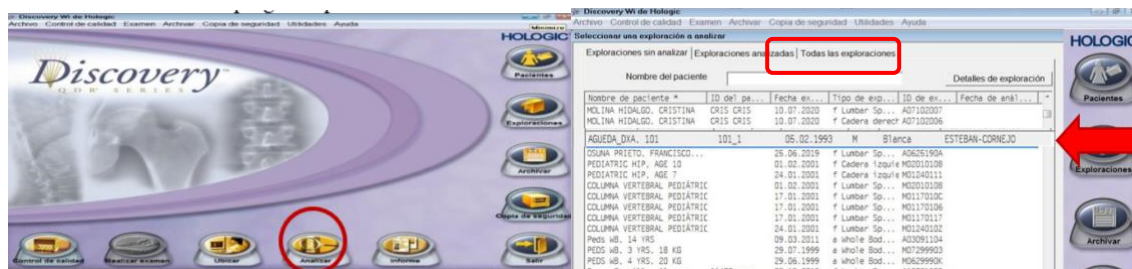 Discovery Wi de Hologic
Archivo Control de calidad Examen Archivar Copia de seguridad Utilidades Ayuda
HOLOGIC
Discovery
QDR SERIES
Pacientes
Exploraciones
Archivar
Copia de seguridad
Control de calidad
Realizar examen
Ubicar
Analizar
Informe
Salir
Discovery Wi de Hologic
Archivo Control de calidad Examen Archivar Copia de seguridad Utilidades Ayuda
Seleccionar una exploración a analizar
HOLOGIC
Exploraciones sin analizar Exploraciones analizadas Todas las exploraciones
Nombre del paciente
Detalles de exploración
Nombre de paciente * ID del pa... Fecha ex... Tipo de exp... ID de ex... Fecha de anál...
MOLINA HIDALGO, CRISTINA CRIS CRIS 10.07.2020 f Lumbar Sp... A07102007
MOLINA HIDALGO, CRISTINA CRIS CRIS 10.07.2020 f Cadera derect A07102006
AGUEDA_DXA, 101 101_1 05.02.1993 M Blanca ESTEBAN-CORNEJO
OSUNA PRIETO, FRANCISCO... 25.06.2019 f Lumbar Sp... A0625190A
PEDIATRIC HIP, AGE 10 01.02.2001 f Cadera izquie M02010108
PEDIATRIC HIP, AGE 7 24.01.2001 f Cadera izquie M01240111
COLUMNA VERTEBRAL PEDIÁTRIC 01.02.2001 f Lumbar Sp... M02010108
COLUMNA VERTEBRAL PEDIÁTRIC 17.01.2001 f Lumbar Sp... M0117010C
COLUMNA VERTEBRAL PEDIÁTRIC 17.01.2001 f Lumbar Sp... M01170106
COLUMNA VERTEBRAL PEDIÁTRIC 17.01.2001 f Lumbar Sp... M01170117
COLUMNA VERTEBRAL PEDIÁTRIC 24.01.2001 f Lumbar Sp... M0124010Z
Peds WB, 14 YRS 09.03.2011 a Whole Bod... A03091104
PEDS WB, 3 YRS, 18 KG 29.07.1999 a Whole Bod... M07299903
PEDS WB, 4 YRS, 20 KG 29.06.1999 a Whole Bod... M0629990K
Pacientes
Exploraciones
Archivar